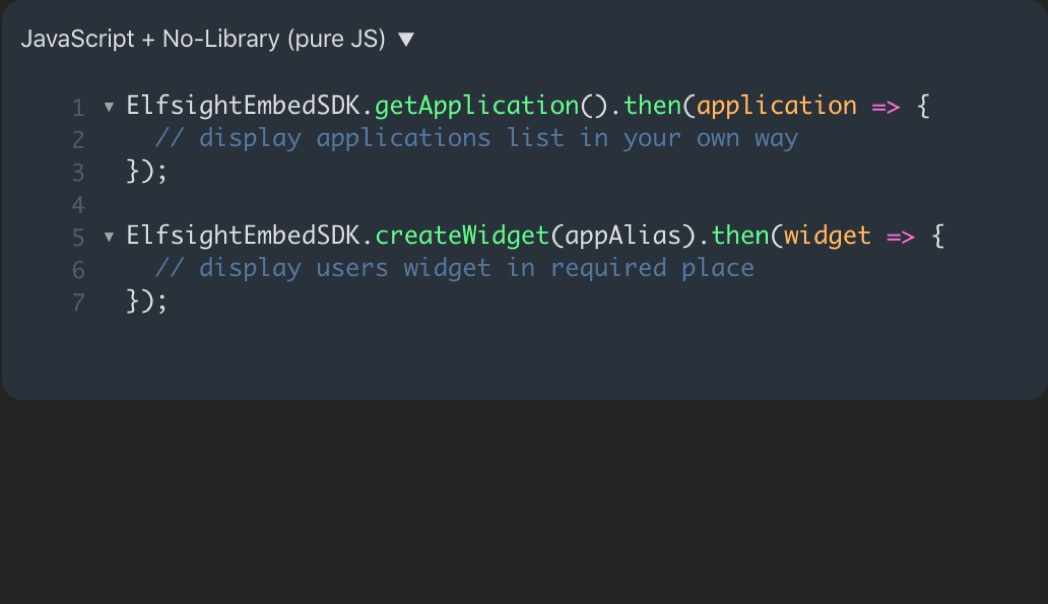 JavaScript + No-Library (pure JS) ▼
1 ▾ ElfsightEmbedSDK.getApplication().then(application => {
2 // display applications list in your own way
3 });
4
5 ▾ ElfsightEmbedSDK.createWidget(appAlias).then(widget => {
6 // display users widget in required place
7 });